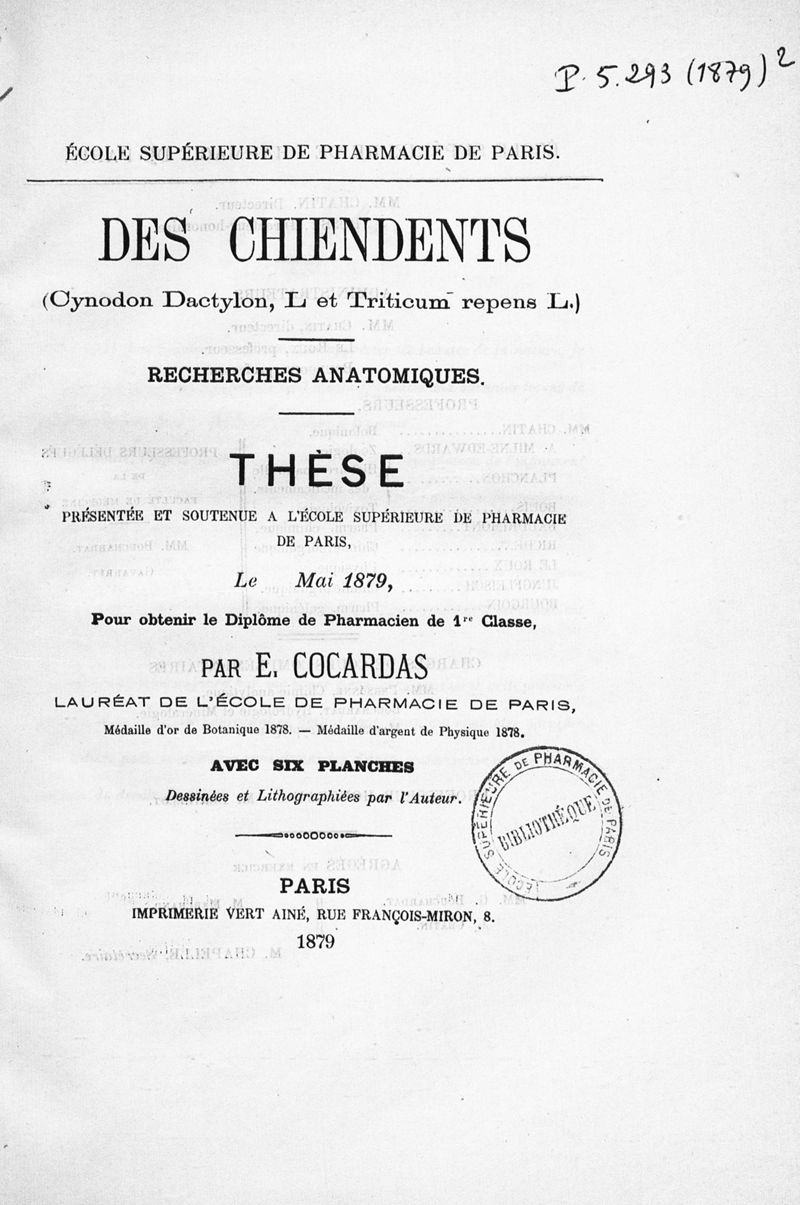 P. 5.293 (1879)²
ÉCOLE SUPÉRIEURE DE PHARMACIE DE PARIS.
DES CHIENDENTS
(Cynodon Dactylon, L et Triticum repens L.)
RECHERCHES ANATOMIQUES.
THÈSE
PRÉSENTÉE ET SOUTENUE A L'ÉCOLE SUPÉRIEURE DE PHARMACIE
DE PARIS,
Le Mai 1879,
Pour obtenir le Diplôme de Pharmacien de 1re Classe,
PAR E. COCARDAS
LAURÉAT DE L'ÉCOLE DE PHARMACIE DE PARIS,
Médaille d'or de Botanique 1878. — Médaille d'argent de Physique 1878.
AVEC SIX PLANCHES
Dessinées et Lithographiées par l'Auteur.
ÉCOLE SUPÉRIEURE DE PHARMACIE DE PARIS
BIBLIOTHÈQUE
PARIS
IMPRIMERIE VERT AINÉ, RUE FRANÇOIS-MIRON, 8.
1879